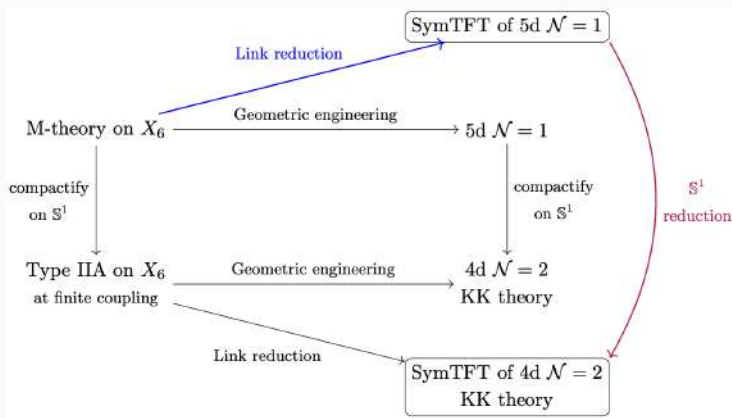 SymTFT of 5d 𝒩 = 1
Link reduction
Geometric engineering
M-theory on X₆
5d 𝒩 = 1
compactify
on 𝕊¹
compactify
on 𝕊¹
𝕊¹
reduction
Type IIA on X₆
at finite coupling
Geometric engineering
4d 𝒩 = 2
KK theory
Link reduction
SymTFT of 4d 𝒩 = 2
KK theory